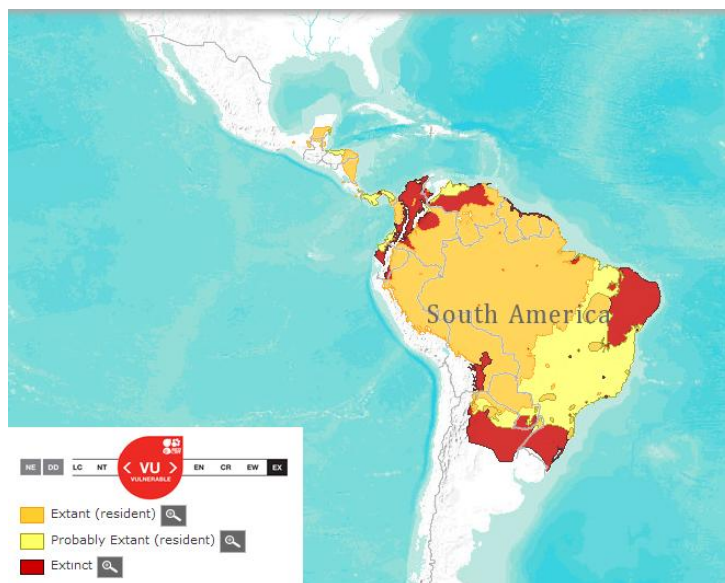 South America
NE DD LC NT < VU > EN CR EW EX
VULNERABLE
Extant (resident)
Probably Extant (resident)
Extinct